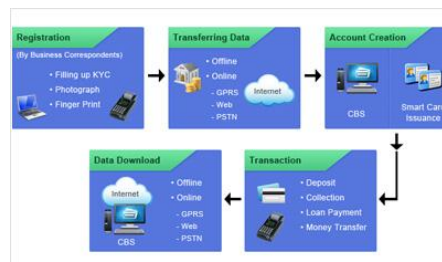 Registration
(By Business Correspondents)
• Filling up KYC
• Photograph
• Finger Print
Transferring Data
• Offline
• Online
- GPRS
- Web
- PSTN
Internet
Account Creation
CBS
Smart Card
Issuance
Data Download
Internet
CBS
• Offline
• Online
- GPRS
- Web
- PSTN
Transaction
• Deposit
• Collection
• Loan Payment
• Money Transfer